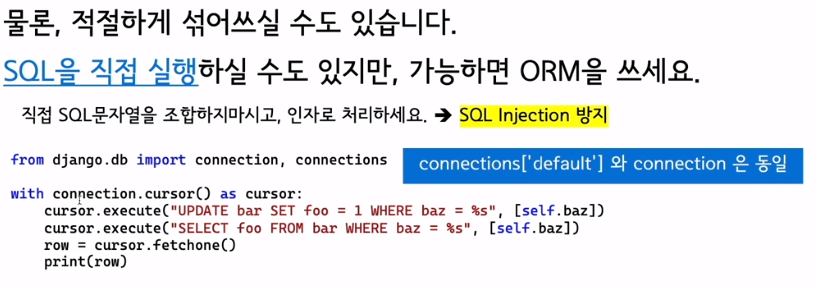 물론, 적절하게 섞어쓰실 수도 있습니다.
SQL을 직접 실행하실 수도 있지만, 가능하면 ORM을 쓰세요.
직접 SQL문자열을 조합하지마시고, 인자로 처리하세요. ➔ SQL Injection 방지
from django.db import connection, connections
connections['default'] 와 connection 은 동일
with connection.cursor() as cursor:
    cursor.execute("UPDATE bar SET foo = 1 WHERE baz = %s", [self.baz])
    cursor.execute("SELECT foo FROM bar WHERE baz = %s", [self.baz])
    row = cursor.fetchone()
    print(row)